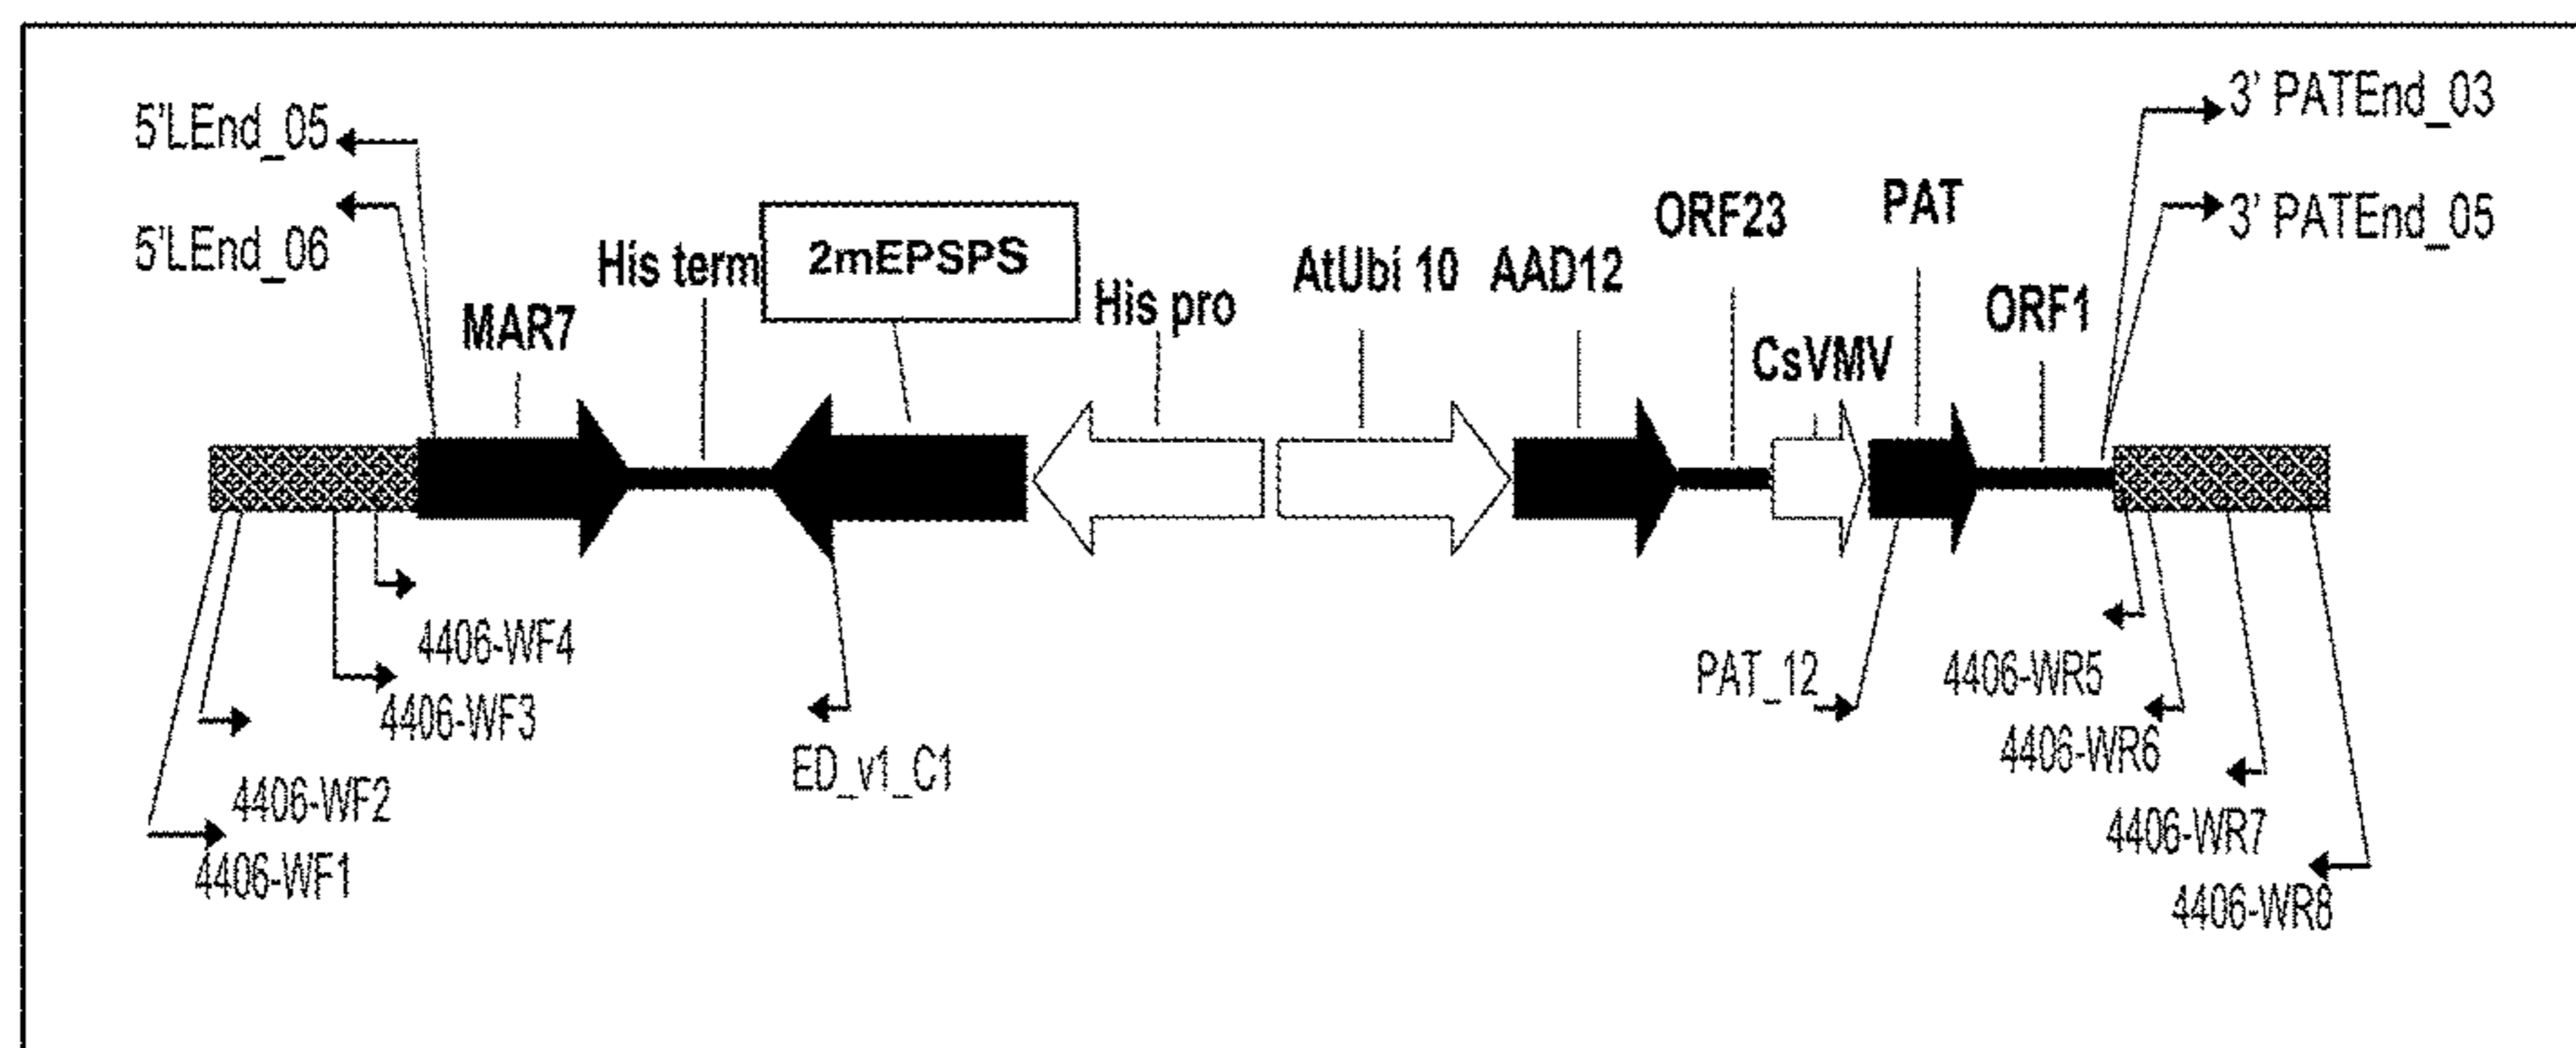 5'LEnd_05
5'LEnd_06
MAR7
His term
2mEPSPS
His pro
AtUbi 10
AAD12
ORF23
CsVMV
PAT
ORF1
3' PATEnd_03
3' PATEnd_05
4406-WF4
4406-WF3
4406-WF2
4406-WF1
ED_v1_C1
PAT_12
4406-WR5
4406-WR6
4406-WR7
4406-WR8